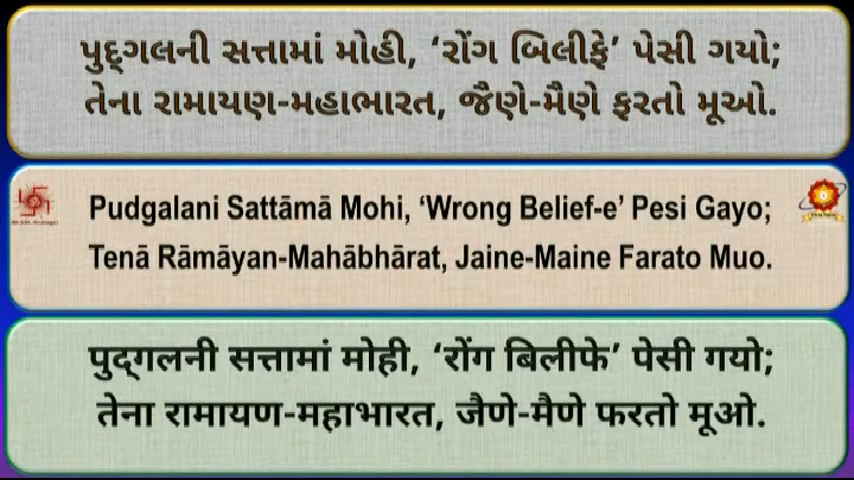 પુદ્ગલની સત્તામાં મોહી, ‘રોંગ બિલીફે’ પેસી ગયો;
તેના રામાયણ-મહાભારત, જૈણે-મૈણે ફરતો મૂઓ.
Pudgalani Sattāmā Mohi, ‘Wrong Belief-e’ Pesi Gayo;
Tenā Rāmāyan-Mahābhārat, Jaine-Maine Farato Muo.
पुद्गलनी सत्तामां मोही, ‘रोंग बिलीफे’ पेसी गयो;
तेना रामायण-महाभारत, जैणे-मैणे फरतो मूओ.